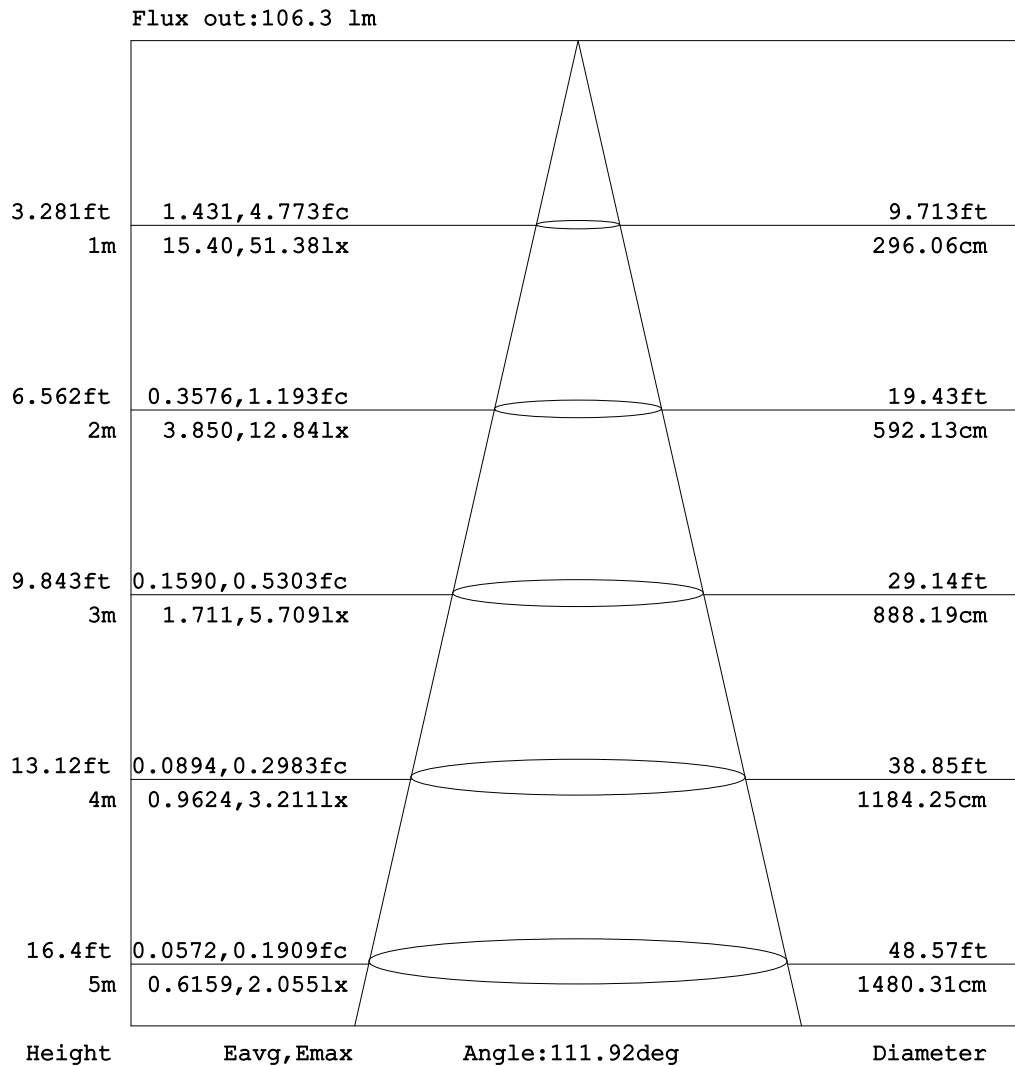 Flux out:106.3 lm
3.281ft 1.431,4.773fc 9.713ft
1m 15.40,51.38lx 296.06cm
6.562ft 0.3576,1.193fc 19.43ft
2m 3.850,12.84lx 592.13cm
9.843ft 0.1590,0.5303fc 29.14ft
3m 1.711,5.709lx 888.19cm
13.12ft 0.0894,0.2983fc 38.85ft
4m 0.9624,3.211lx 1184.25cm
16.4ft 0.0572,0.1909fc 48.57ft
5m 0.6159,2.055lx 1480.31cm
Height Eavg,Emax Angle:111.92deg Diameter